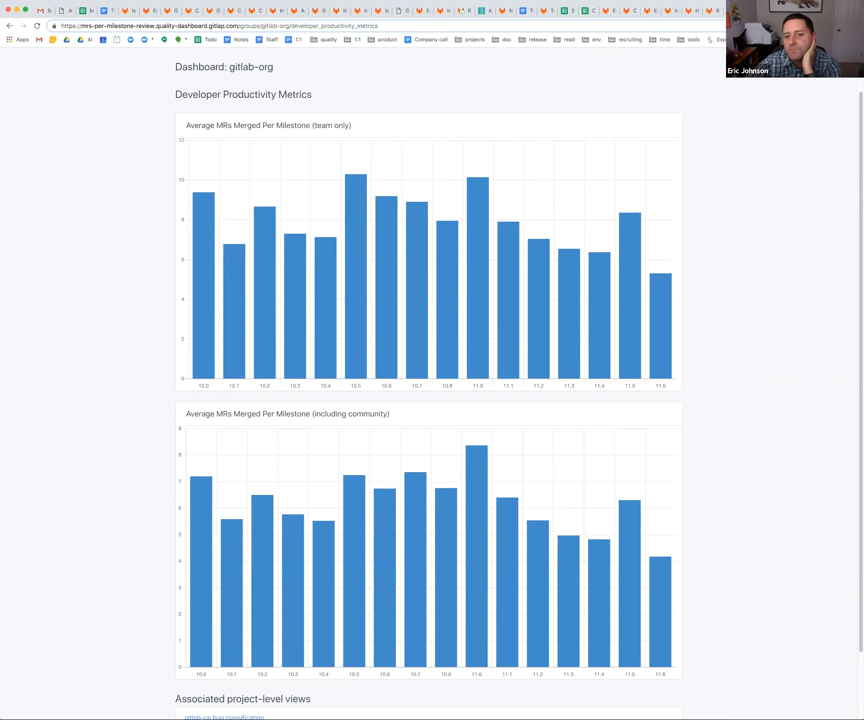 https://mrs-per-milestone-review.quality-dashboard.gitlap.com/groups/gitlab-org/developer_productivity_metrics
Apps AI Todo Notes Staff 1:1 quality 1:1 product Company call projects doc release read env recruiting time tools
Eric Johnson
Dashboard: gitlab-org
Developer Productivity Metrics
Average MRs Merged Per Milestone (team only)
12
10
8
6
4
2
0
10.0 10.1 10.2 10.3 10.4 10.5 10.6 10.7 10.8 11.0 11.1 11.2 11.3 11.4 11.5 11.6
Average MRs Merged Per Milestone (including community)
9
8
7
6
5
4
3
2
1
0
10.0 10.1 10.2 10.3 10.4 10.5 10.6 10.7 10.8 11.0 11.1 11.2 11.3 11.4 11.5 11.6
Associated project-level views
gitlab-ce bug classification